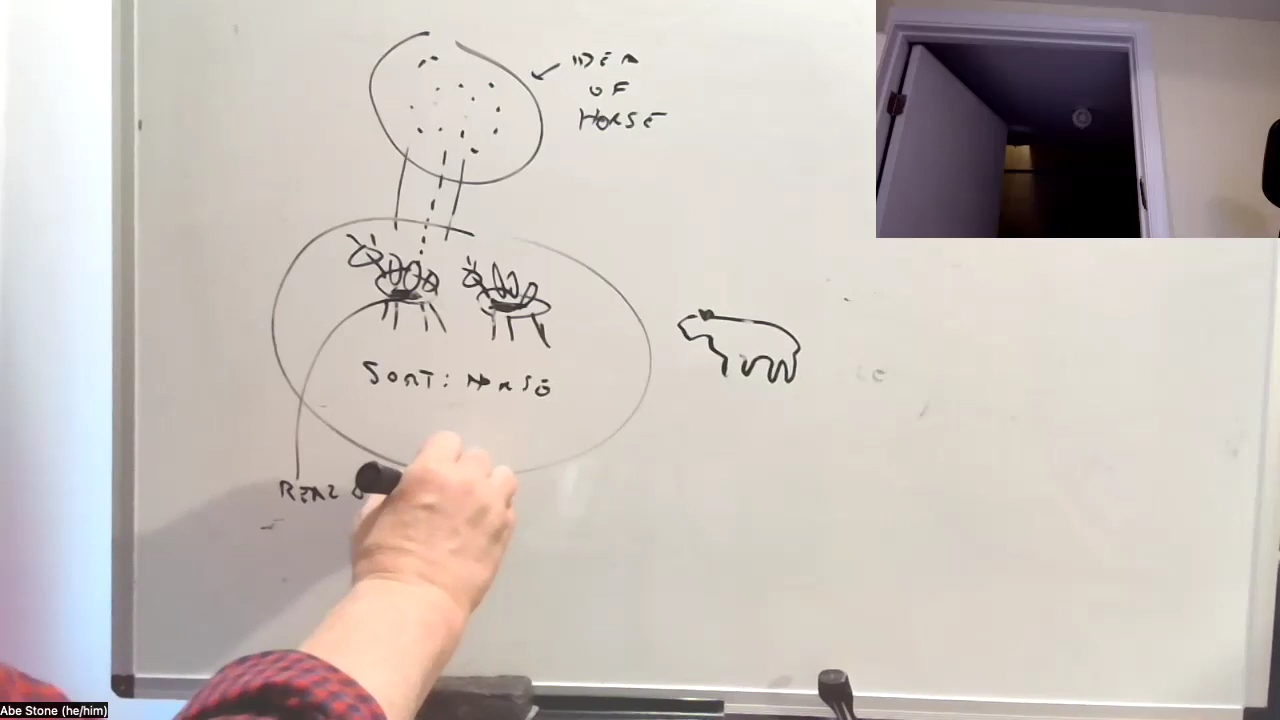 IDEA
OF
HORSE
SORT: HORSE
REAL
Abe Stone (he/him)